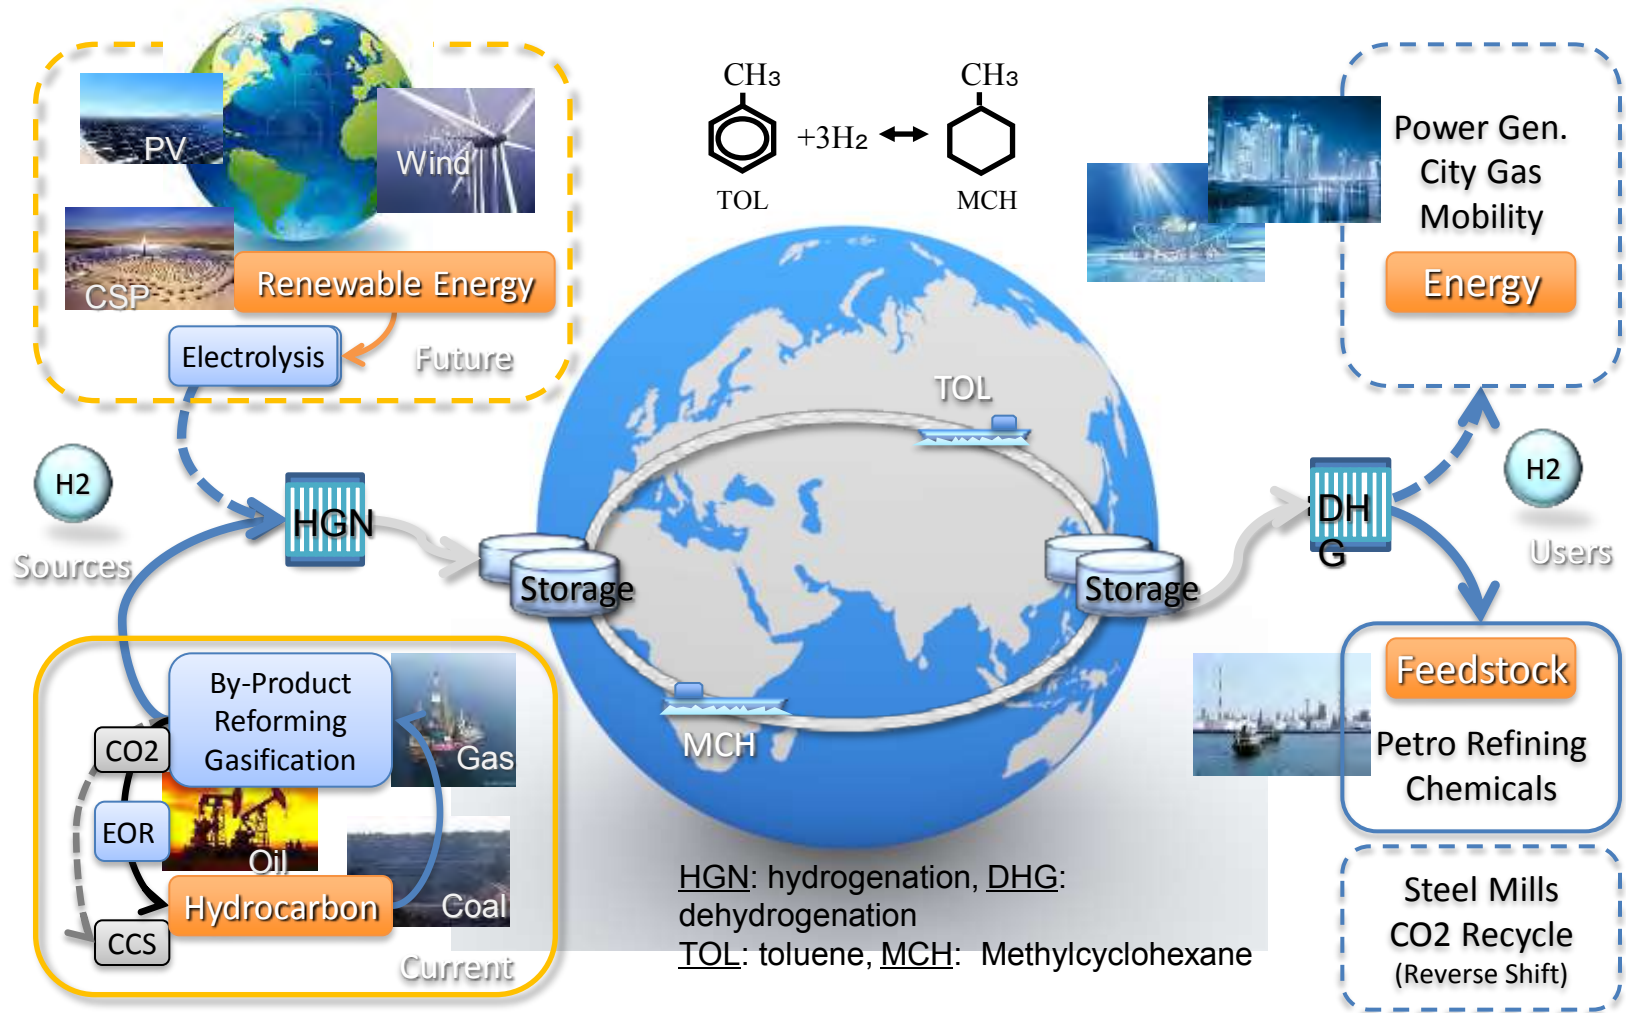 PV
Wind
CSP
Renewable Energy
Electrolysis
Future
CH3
CH3
+3H2
TOL
MCH
Power Gen.
City Gas
Mobility
Energy
TOL
H2
Sources
HGN
Storage
Storage
DH
G
H2
Users
MCH
By-Product
Reforming
Gasification
CO2
EOR
CCS
Gas
Oil
Coal
Hydrocarbon
Current
Feedstock
Petro Refining
Chemicals
HGN: hydrogenation, DHG:
dehydrogenation
TOL: toluene, MCH: Methylcyclohexane
Steel Mills
CO2 Recycle
(Reverse Shift)